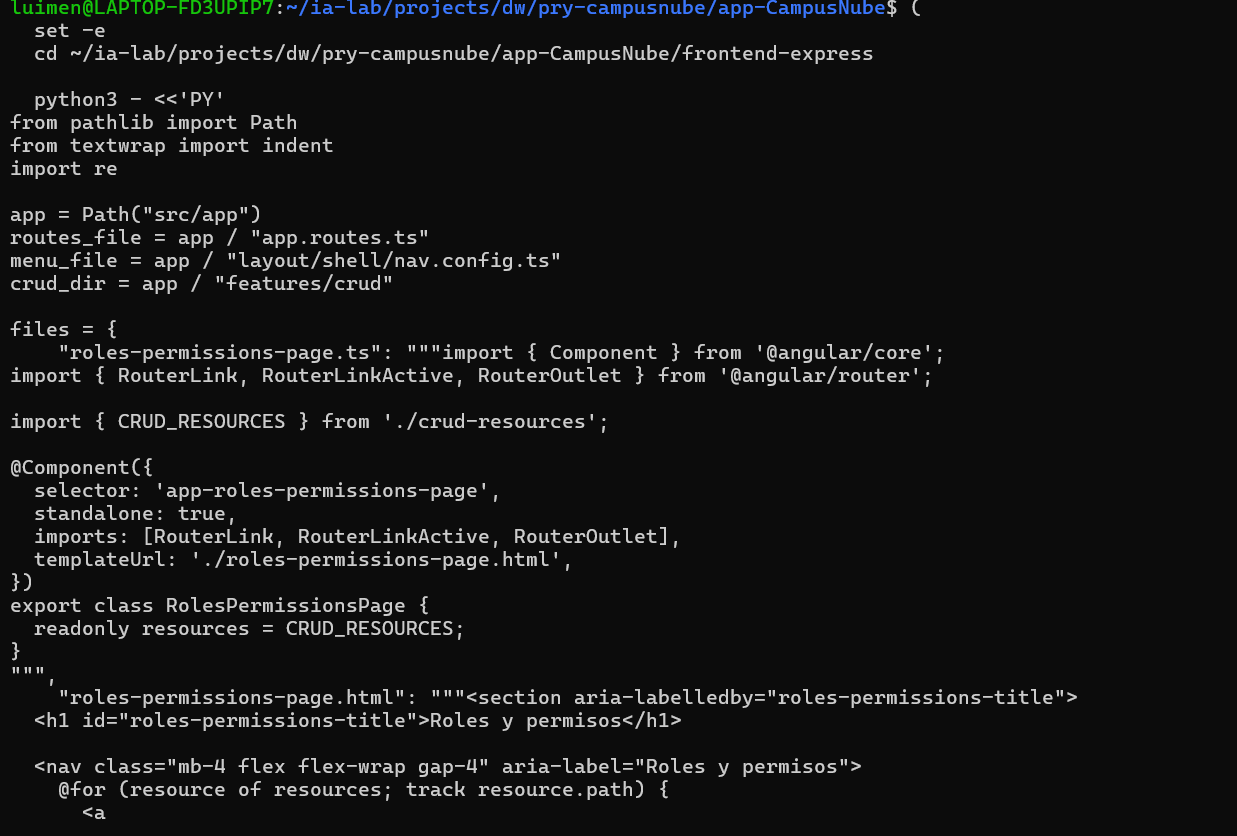 luimen@LAPTOP-FD3UPIP7:~/ia-lab/projects/dw/pry-campusnube/app-CampusNube$ (
  set -e
  cd ~/ia-lab/projects/dw/pry-campusnube/app-CampusNube/frontend-express

  python3 - <<'PY'
from pathlib import Path
from textwrap import indent
import re

app = Path("src/app")
routes_file = app / "app.routes.ts"
menu_file = app / "layout/shell/nav.config.ts"
crud_dir = app / "features/crud"

files = {
    "roles-permissions-page.ts": """import { Component } from '@angular/core';
import { RouterLink, RouterLinkActive, RouterOutlet } from '@angular/router';

import { CRUD_RESOURCES } from './crud-resources';

@Component({
  selector: 'app-roles-permissions-page',
  standalone: true,
  imports: [RouterLink, RouterLinkActive, RouterOutlet],
  templateUrl: './roles-permissions-page.html',
})
export class RolesPermissionsPage {
  readonly resources = CRUD_RESOURCES;
}
""",
    "roles-permissions-page.html": """<section aria-labelledby="roles-permissions-title">
  <h1 id="roles-permissions-title">Roles y permisos</h1>

  <nav class="mb-4 flex flex-wrap gap-4" aria-label="Roles y permisos">
    @for (resource of resources; track resource.path) {
      <a